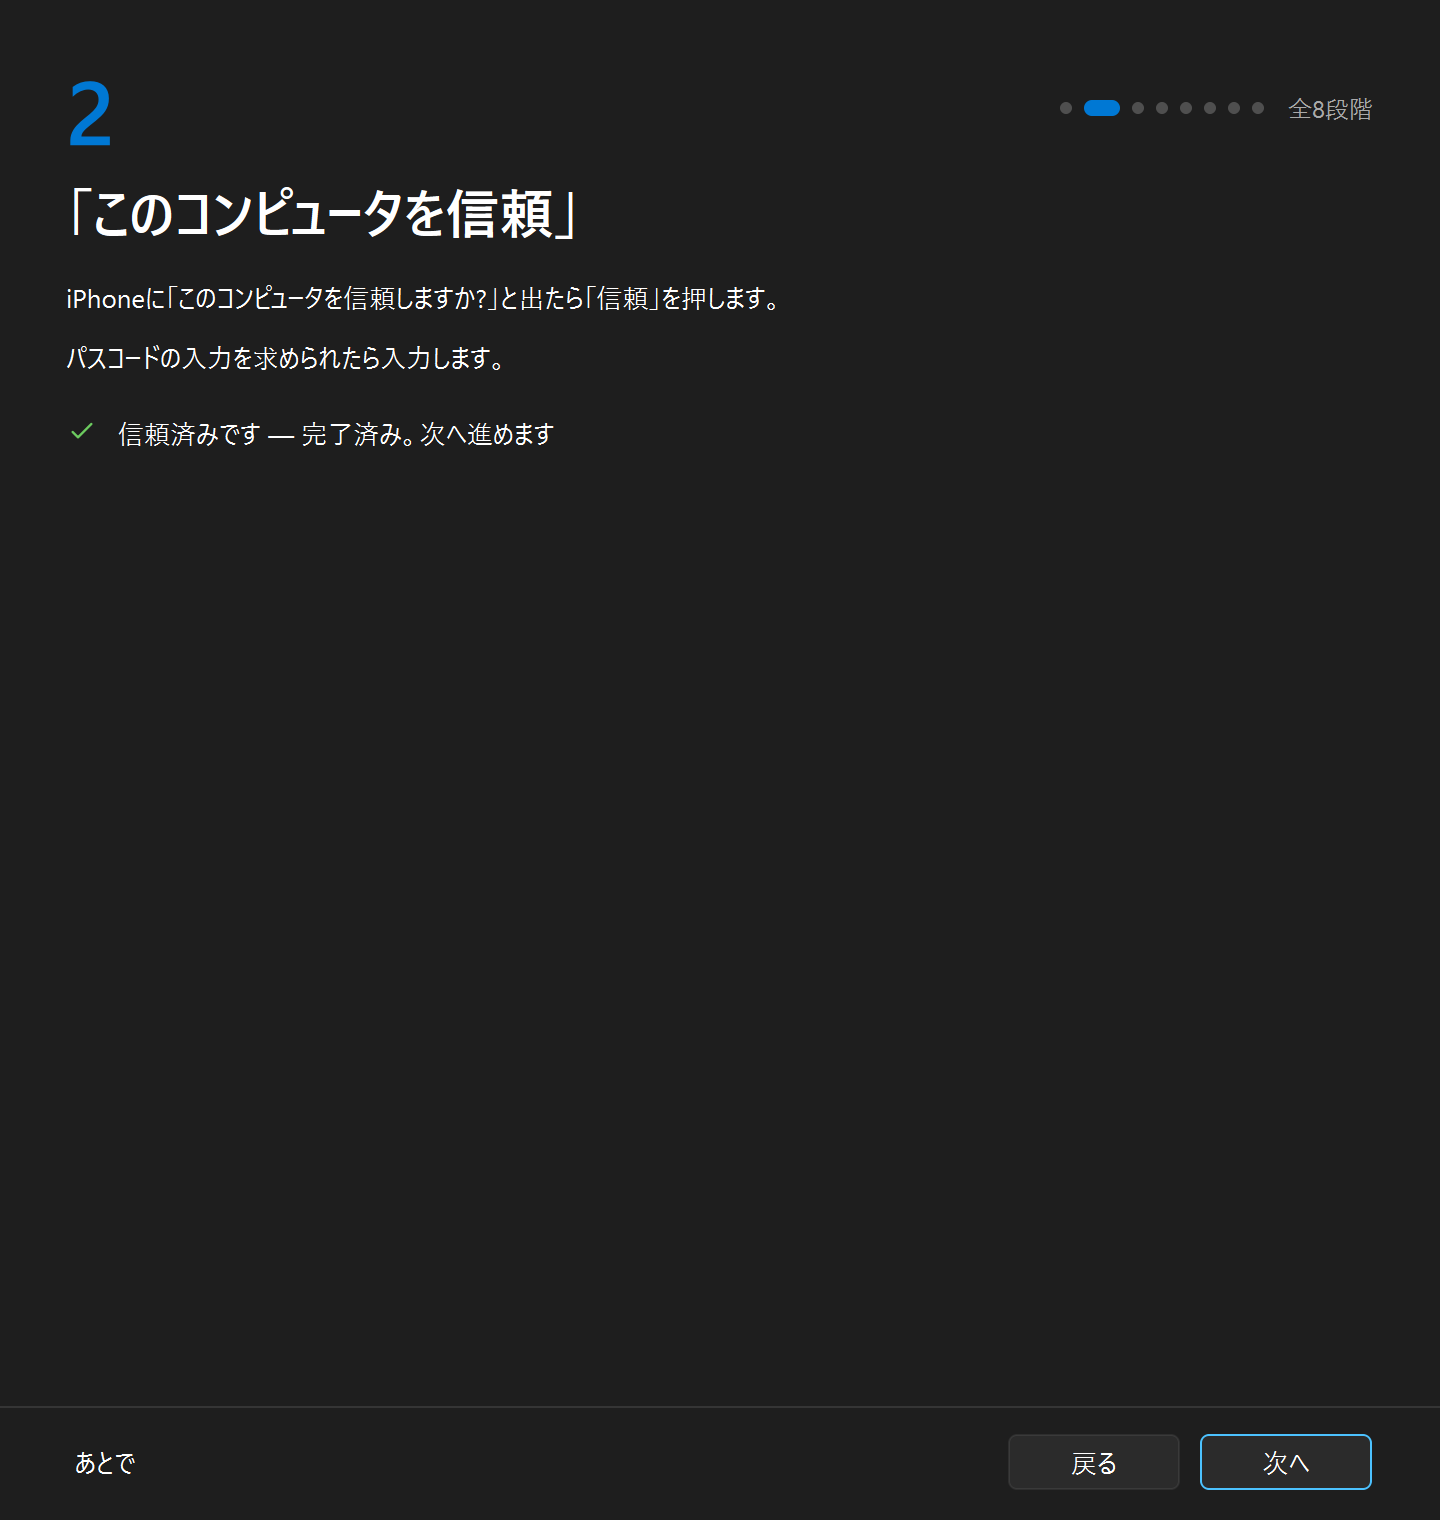 2
全8段階
「このコンピュータを信頼」
iPhoneに「このコンピュータを信頼しますか?」と出たら「信頼」を押します。
パスコードの入力を求められたら入力します。
信頼済みです — 完了済み。次へ進めます
あとで
戻る
次へ